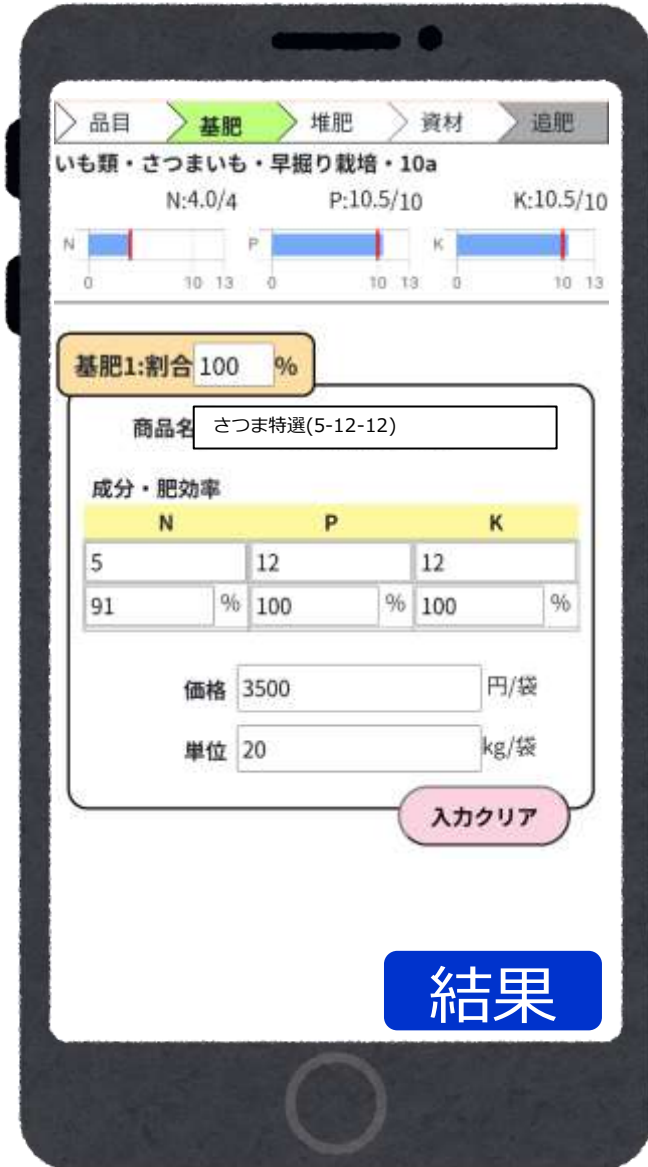 品目 基肥 堆肥 資材 追肥
いも類・さつまいも・早掘り栽培・10a
N:4.0/4 P:10.5/10 K:10.5/10
N P K
0 10 13 0 10 13 0 10 13
基肥1:割合 100 %
商品名 さつま特選(5-12-12)
成分・肥効率
N P K
5 12 12
91 % 100 % 100 %
価格 3500 円/袋
単位 20 kg/袋
入力クリア
結果